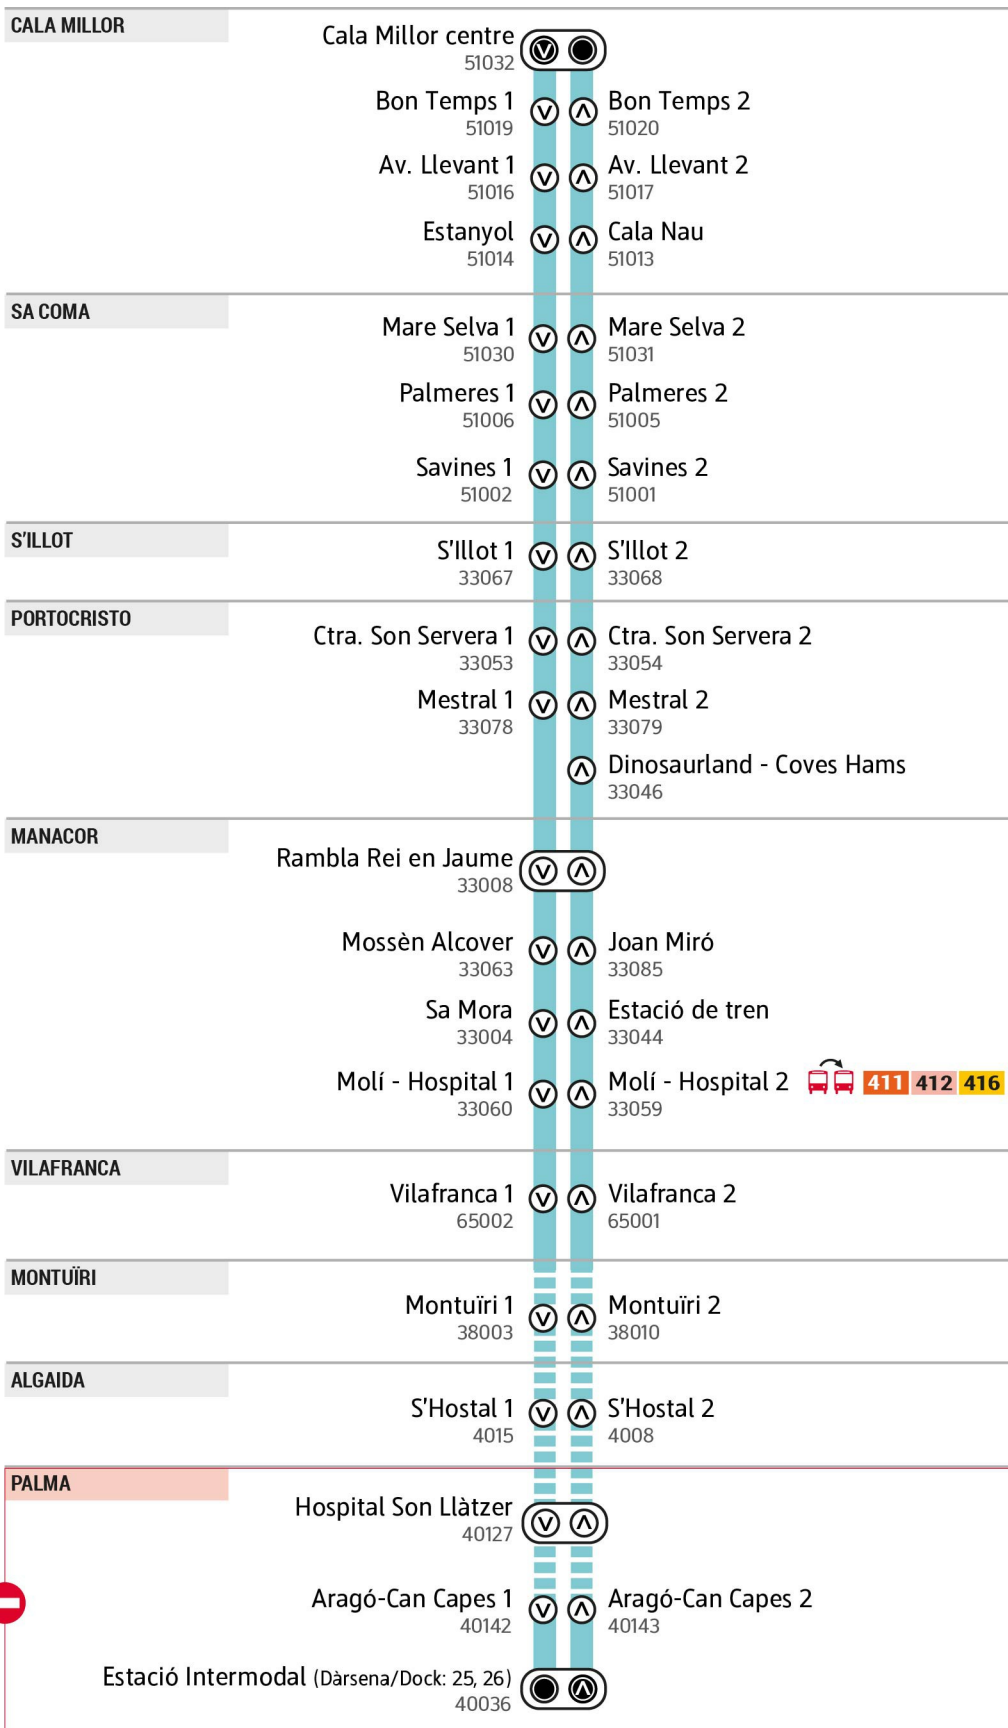 CALA MILLOR
Cala Millor centre
51032
Bon Temps 1
51019
Bon Temps 2
51020
Av. Llevant 1
51016
Av. Llevant 2
51017
Estanyol
51014
Cala Nau
51013
SA COMA
Mare Selva 1
51030
Mare Selva 2
51031
Palmeres 1
51006
Palmeres 2
51005
Savines 1
51002
Savines 2
51001
S'ILLOT
S'Illot 1
33067
S'Illot 2
33068
PORTOCRISTO
Ctra. Son Servera 1
33053
Ctra. Son Servera 2
33054
Mestral 1
33078
Mestral 2
33079
Dinosaurland - Coves Hams
33046
MANACOR
Rambla Rei en Jaume
33008
Mossèn Alcover
33063
Joan Miró
33085
Sa Mora
33004
Estació de tren
33044
Molí - Hospital 1
33060
Molí - Hospital 2 411 412 416
33059
VILAFRANCA
Vilafranca 1
65002
Vilafranca 2
65001
MONTUÏRI
Montuïri 1
38003
Montuïri 2
38010
ALGAIDA
S'Hostal 1
4015
S'Hostal 2
4008
PALMA
Hospital Son Llàtzer
40127
Aragó-Can Capes 1
40142
Aragó-Can Capes 2
40143
Estació Intermodal (Dàrsena/Dock: 25, 26)
40036